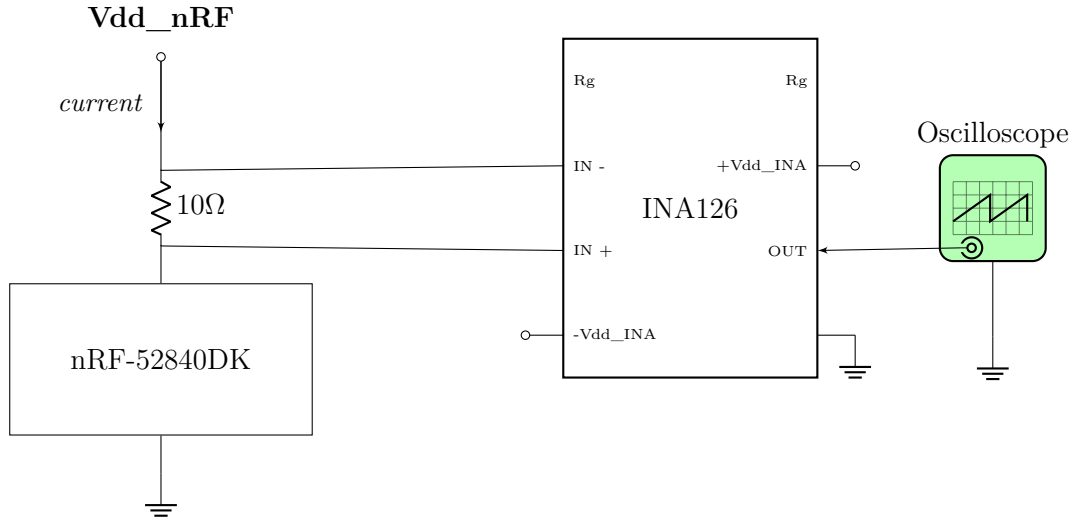 Vdd_nRF
current
10Ω
nRF-52840DK
Rg
Rg
IN -
+Vdd_INA
INA126
IN +
OUT
-Vdd_INA
Oscilloscope